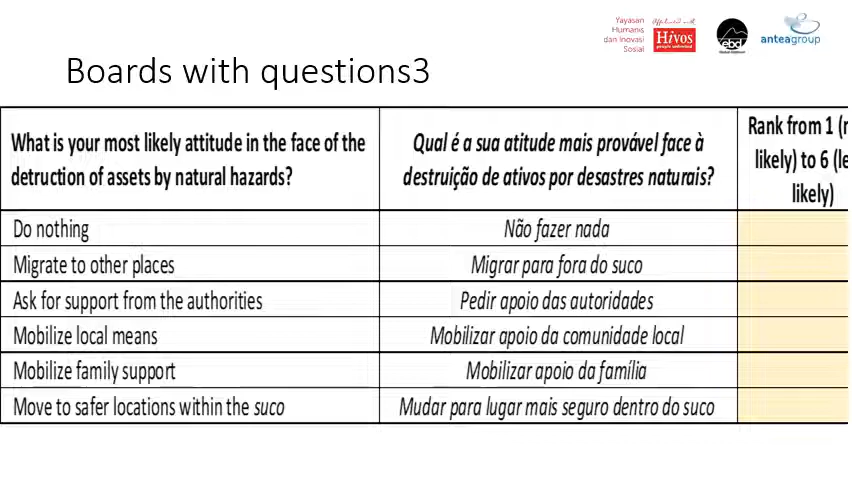 Yayasan
Humanis
dan Inovasi
Sosial
Affiliated with
Hivos
people unlimited
ebd
anteagroup
Boards with questions3
What is your most likely attitude in the face of the
detruction of assets by natural hazards?
Qual é a sua atitude mais provável face à
destruição de ativos por desastres naturais?
Rank from 1 (
likely) to 6 (
likely)
Do nothing
Não fazer nada
Migrate to other places
Migrar para fora do suco
Ask for support from the authorities
Pedir apoio das autoridades
Mobilize local means
Mobilizar apoio da comunidade local
Mobilize family support
Mobilizar apoio da família
Move to safer locations within the suco
Mudar para lugar mais seguro dentro do suco